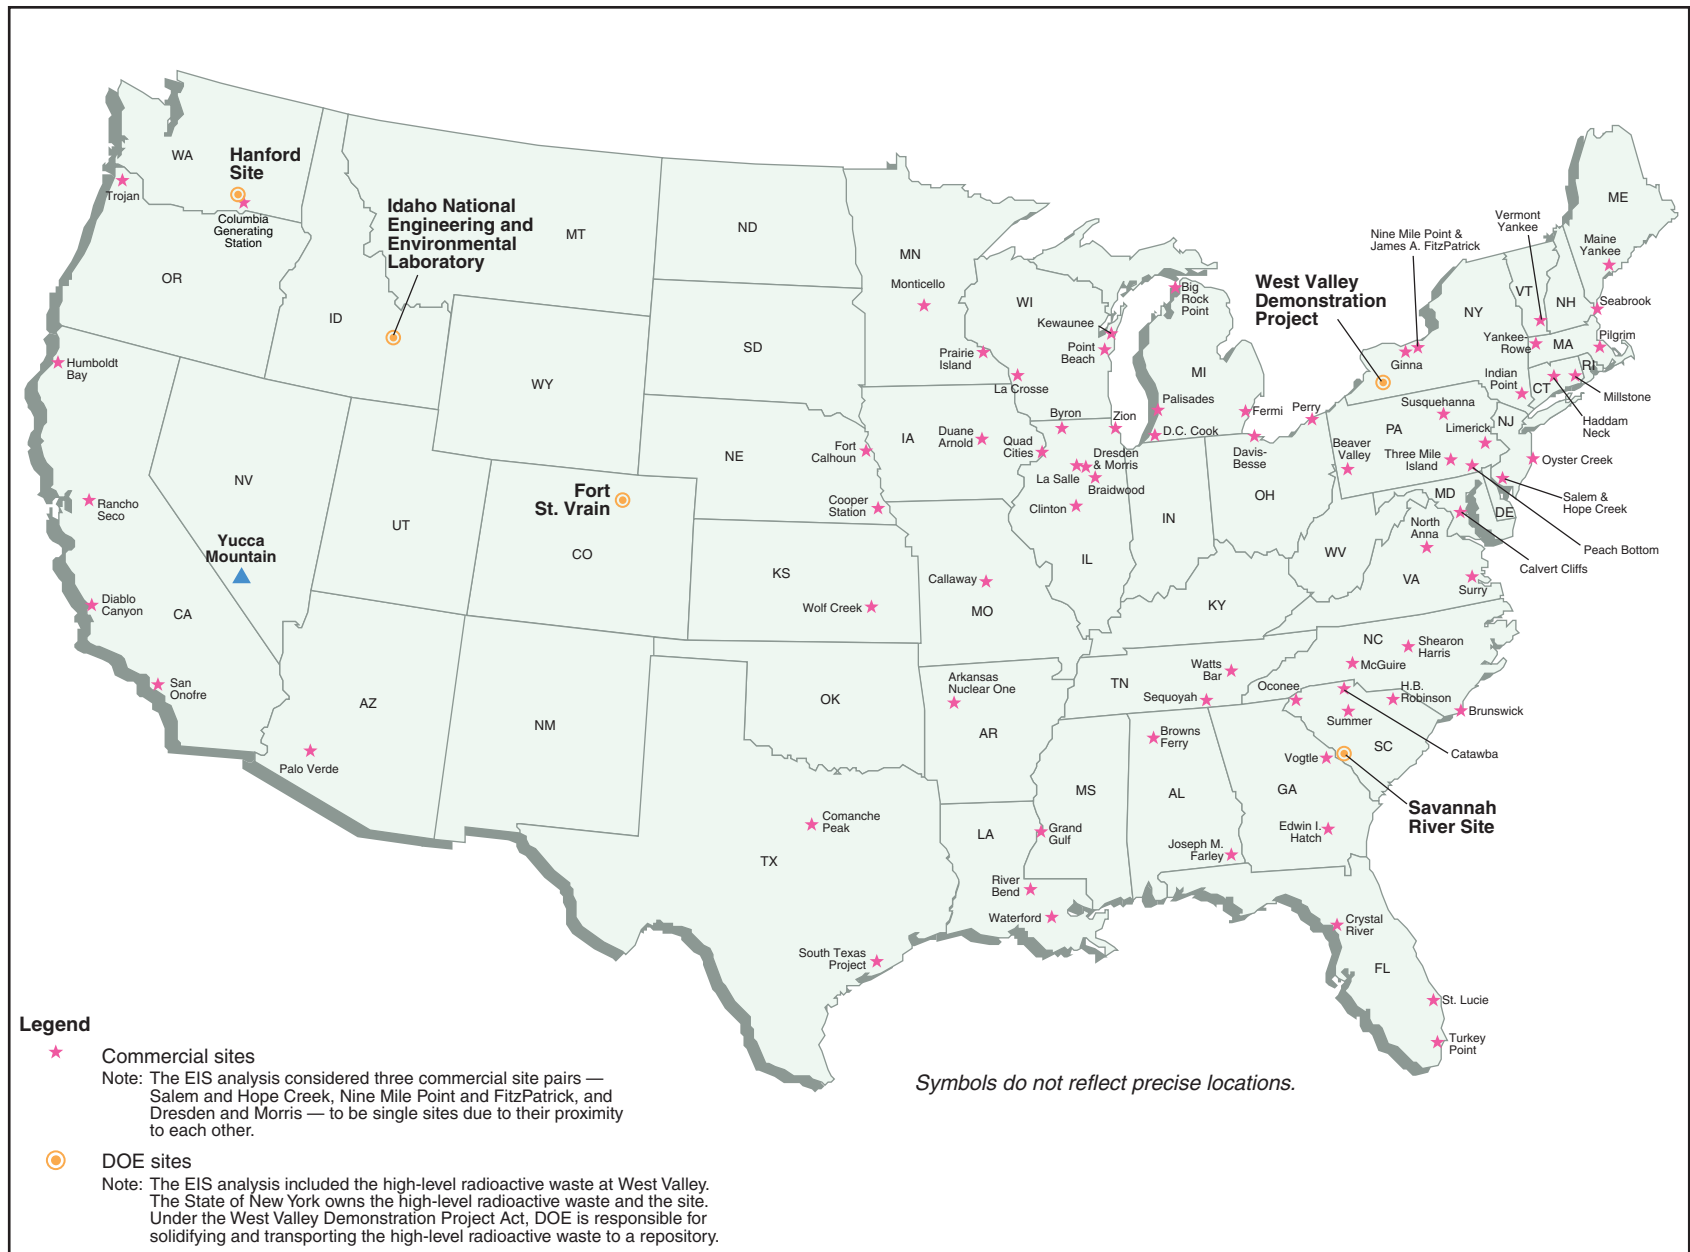 WA
Hanford
Site
Trojan
Columbia
Generating
Station
OR
Idaho National
Engineering and
Environmental
Laboratory
ID
MT
ND
SD
WY
NE
MN
Monticello
Prairie
Island
WI
La Crosse
Kewaunee
Point
Beach
Big
Rock
Point
MI
Palisades
D.C. Cook
Fermi
Davis-
Besse
Perry
West Valley
Demonstration
Project
Nine Mile Point &
James A. FitzPatrick
Ginna
NY
Vermont
Yankee
VT
NH
ME
Maine
Yankee
Seabrook
Pilgrim
Yankee-
Rowe
MA
RI
CT
Indian
Point
Millstone
Haddam
Neck
Susquehanna
PA
Limerick
NJ
Beaver
Valley
Three Mile
Island
Oyster Creek
Salem &
Hope Creek
MD
DE
Peach Bottom
Calvert Cliffs
Humboldt
Bay
NV
Rancho
Seco
Yucca
Mountain
Diablo
Canyon
CA
San
Onofre
UT
Fort
St. Vrain
CO
AZ
Palo Verde
NM
Fort
Calhoun
Cooper
Station
IA
Duane
Arnold
Quad
Cities
Byron
Zion
Dresden
& Morris
La Salle
Braidwood
Clinton
IL
IN
OH
WV
North
Anna
VA
Surry
KY
KS
Wolf Creek
Callaway
MO
OK
Arkansas
Nuclear One
AR
TN
Watts
Bar
Sequoyah
NC
Shearon
Harris
McGuire
Oconee
H.B.
Robinson
Summer
Brunswick
SC
Catawba
Browns
Ferry
Vogtle
Savannah
River Site
MS
AL
GA
Edwin I.
Hatch
Joseph M.
Farley
Comanche
Peak
TX
LA
Grand
Gulf
River
Bend
Waterford
South Texas
Project
Crystal
River
FL
St. Lucie
Turkey
Point
Legend
Commercial sites
Note: The EIS analysis considered three commercial site pairs —
Salem and Hope Creek, Nine Mile Point and FitzPatrick, and
Dresden and Morris — to be single sites due to their proximity
to each other.
Symbols do not reflect precise locations.
DOE sites
Note: The EIS analysis included the high-level radioactive waste at West Valley.
The State of New York owns the high-level radioactive waste and the site.
Under the West Valley Demonstration Project Act, DOE is responsible for
solidifying and transporting the high-level radioactive waste to a repository.